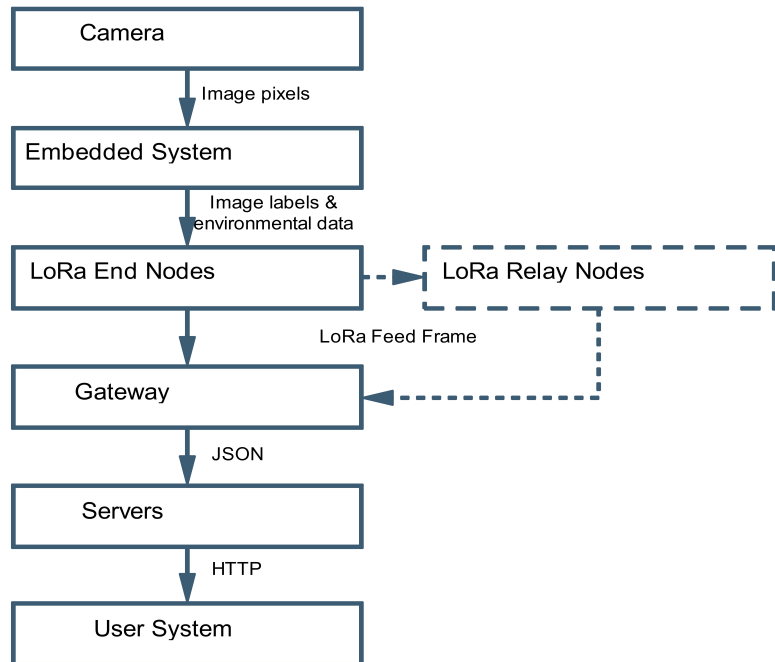 Camera
Image pixels
Embedded System
Image labels &
environmental data
LoRa End Nodes
LoRa Relay Nodes
LoRa Feed Frame
Gateway
JSON
Servers
HTTP
User System